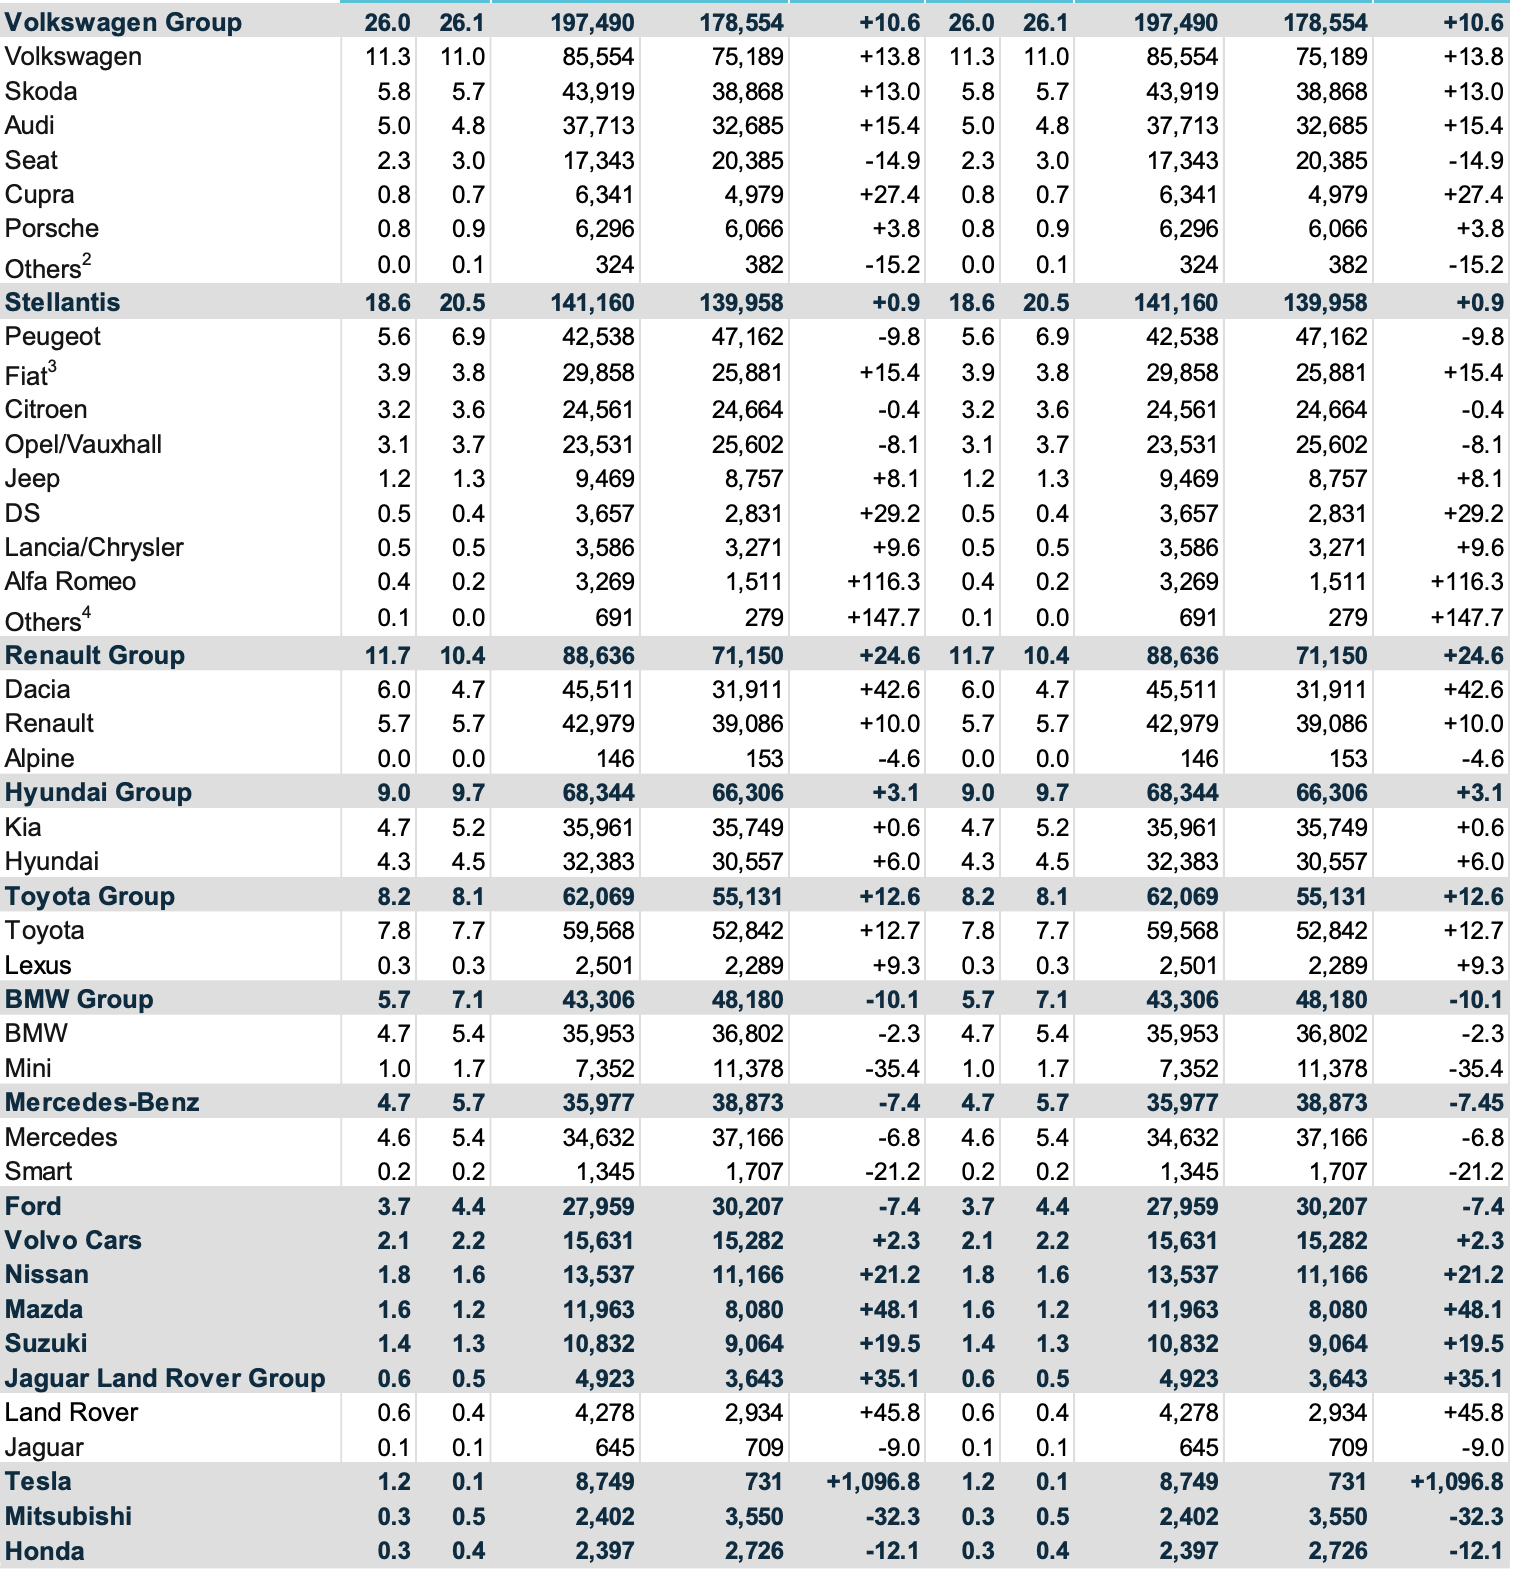 Volkswagen Group 26.0 26.1 197,490 178,554 +10.6 26.0 26.1 197,490 178,554 +10.6
Volkswagen 11.3 11.0 85,554 75,189 +13.8 11.3 11.0 85,554 75,189 +13.8
Skoda 5.8 5.7 43,919 38,868 +13.0 5.8 5.7 43,919 38,868 +13.0
Audi 5.0 4.8 37,713 32,685 +15.4 5.0 4.8 37,713 32,685 +15.4
Seat 2.3 3.0 17,343 20,385 -14.9 2.3 3.0 17,343 20,385 -14.9
Cupra 0.8 0.7 6,341 4,979 +27.4 0.8 0.7 6,341 4,979 +27.4
Porsche 0.8 0.9 6,296 6,066 +3.8 0.8 0.9 6,296 6,066 +3.8
Others² 0.0 0.1 324 382 -15.2 0.0 0.1 324 382 -15.2
Stellantis 18.6 20.5 141,160 139,958 +0.9 18.6 20.5 141,160 139,958 +0.9
Peugeot 5.6 6.9 42,538 47,162 -9.8 5.6 6.9 42,538 47,162 -9.8
Fiat³ 3.9 3.8 29,858 25,881 +15.4 3.9 3.8 29,858 25,881 +15.4
Citroen 3.2 3.6 24,561 24,664 -0.4 3.2 3.6 24,561 24,664 -0.4
Opel/Vauxhall 3.1 3.7 23,531 25,602 -8.1 3.1 3.7 23,531 25,602 -8.1
Jeep 1.2 1.3 9,469 8,757 +8.1 1.2 1.3 9,469 8,757 +8.1
DS 0.5 0.4 3,657 2,831 +29.2 0.5 0.4 3,657 2,831 +29.2
Lancia/Chrysler 0.5 0.5 3,586 3,271 +9.6 0.5 0.5 3,586 3,271 +9.6
Alfa Romeo 0.4 0.2 3,269 1,511 +116.3 0.4 0.2 3,269 1,511 +116.3
Others⁴ 0.1 0.0 691 279 +147.7 0.1 0.0 691 279 +147.7
Renault Group 11.7 10.4 88,636 71,150 +24.6 11.7 10.4 88,636 71,150 +24.6
Dacia 6.0 4.7 45,511 31,911 +42.6 6.0 4.7 45,511 31,911 +42.6
Renault 5.7 5.7 42,979 39,086 +10.0 5.7 5.7 42,979 39,086 +10.0
Alpine 0.0 0.0 146 153 -4.6 0.0 0.0 146 153 -4.6
Hyundai Group 9.0 9.7 68,344 66,306 +3.1 9.0 9.7 68,344 66,306 +3.1
Kia 4.7 5.2 35,961 35,749 +0.6 4.7 5.2 35,961 35,749 +0.6
Hyundai 4.3 4.5 32,383 30,557 +6.0 4.3 4.5 32,383 30,557 +6.0
Toyota Group 8.2 8.1 62,069 55,131 +12.6 8.2 8.1 62,069 55,131 +12.6
Toyota 7.8 7.7 59,568 52,842 +12.7 7.8 7.7 59,568 52,842 +12.7
Lexus 0.3 0.3 2,501 2,289 +9.3 0.3 0.3 2,501 2,289 +9.3
BMW Group 5.7 7.1 43,306 48,180 -10.1 5.7 7.1 43,306 48,180 -10.1
BMW 4.7 5.4 35,953 36,802 -2.3 4.7 5.4 35,953 36,802 -2.3
Mini 1.0 1.7 7,352 11,378 -35.4 1.0 1.7 7,352 11,378 -35.4
Mercedes-Benz 4.7 5.7 35,977 38,873 -7.4 4.7 5.7 35,977 38,873 -7.45
Mercedes 4.6 5.4 34,632 37,166 -6.8 4.6 5.4 34,632 37,166 -6.8
Smart 0.2 0.2 1,345 1,707 -21.2 0.2 0.2 1,345 1,707 -21.2
Ford 3.7 4.4 27,959 30,207 -7.4 3.7 4.4 27,959 30,207 -7.4
Volvo Cars 2.1 2.2 15,631 15,282 +2.3 2.1 2.2 15,631 15,282 +2.3
Nissan 1.8 1.6 13,537 11,166 +21.2 1.8 1.6 13,537 11,166 +21.2
Mazda 1.6 1.2 11,963 8,080 +48.1 1.6 1.2 11,963 8,080 +48.1
Suzuki 1.4 1.3 10,832 9,064 +19.5 1.4 1.3 10,832 9,064 +19.5
Jaguar Land Rover Group 0.6 0.5 4,923 3,643 +35.1 0.6 0.5 4,923 3,643 +35.1
Land Rover 0.6 0.4 4,278 2,934 +45.8 0.6 0.4 4,278 2,934 +45.8
Jaguar 0.1 0.1 645 709 -9.0 0.1 0.1 645 709 -9.0
Tesla 1.2 0.1 8,749 731 +1,096.8 1.2 0.1 8,749 731 +1,096.8
Mitsubishi 0.3 0.5 2,402 3,550 -32.3 0.3 0.5 2,402 3,550 -32.3
Honda 0.3 0.4 2,397 2,726 -12.1 0.3 0.4 2,397 2,726 -12.1